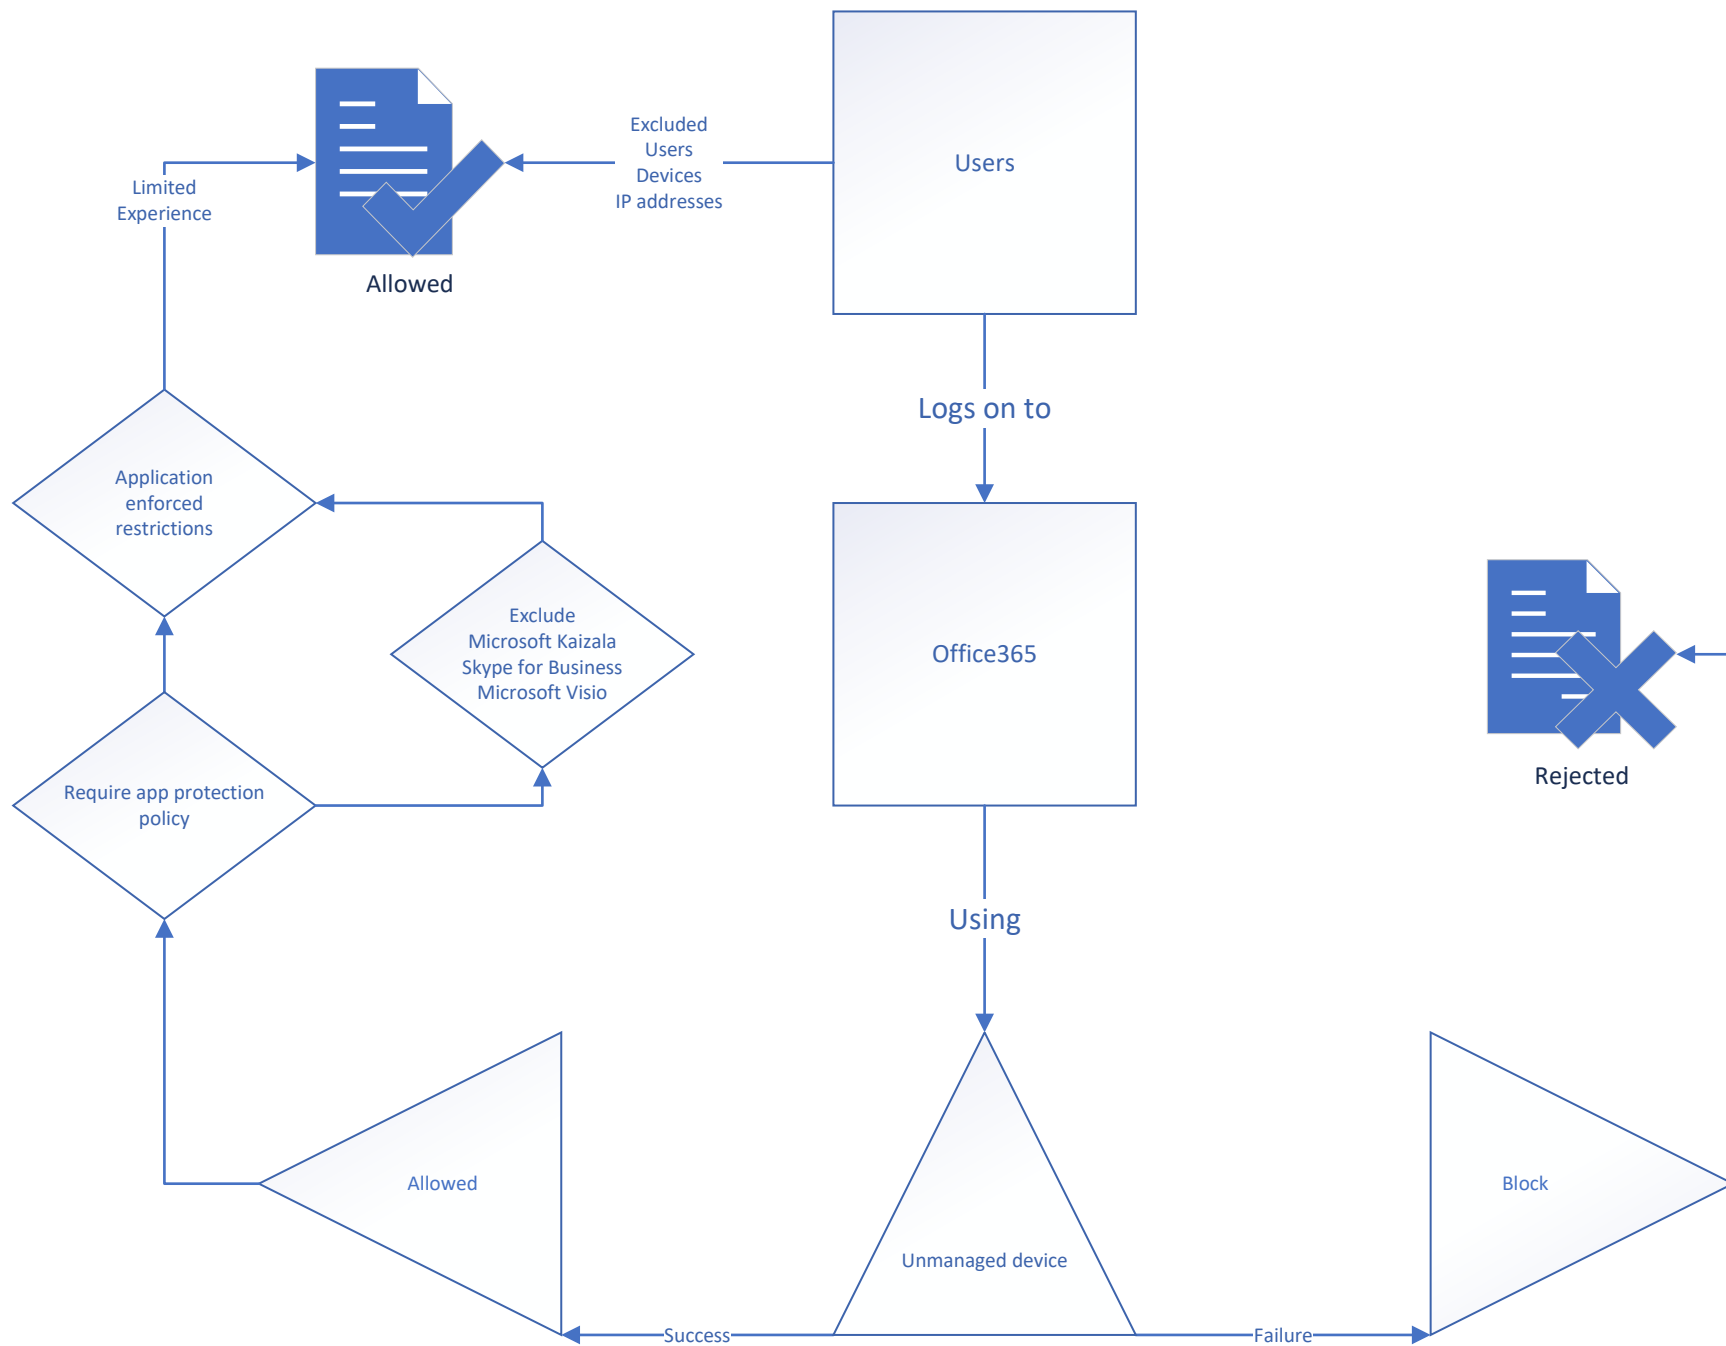 Users
Excluded
Users
Devices
IP addresses
Allowed
Limited
Experience
Logs on to
Application
enforced
restrictions
Exclude
Microsoft Kaizala
Skype for Business
Microsoft Visio
Office365
Rejected
Require app protection
policy
Using
Allowed
Unmanaged device
Block
Success
Failure